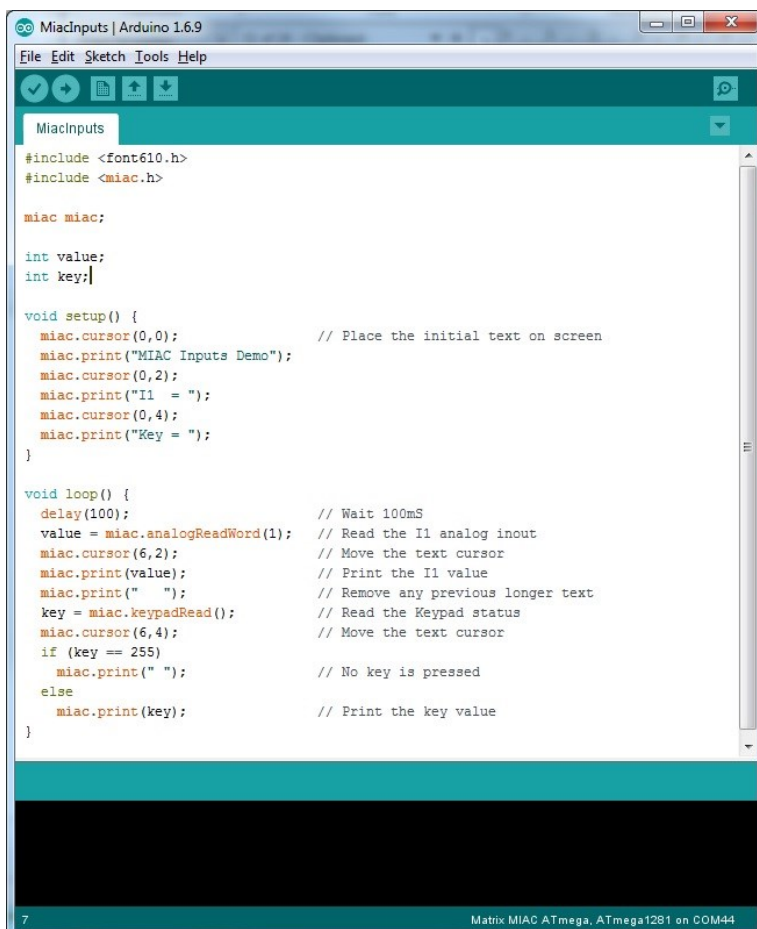 MiacInputs | Arduino 1.6.9
File Edit Sketch Tools Help
MiacInputs
#include <font610.h>
#include <miac.h>
miac miac;
int value;
int key;
void setup() {
miac.cursor(0,0); // Place the initial text on screen
miac.print("MIAC Inputs Demo");
miac.cursor(0,2);
miac.print("I1  = ");
miac.cursor(0,4);
miac.print("Key = ");
}
void loop() {
delay(100); // Wait 100mS
value = miac.analogReadWord(1); // Read the I1 analog inout
miac.cursor(6,2); // Move the text cursor
miac.print(value); // Print the I1 value
miac.print("   "); // Remove any previous longer text
key = miac.keypadRead(); // Read the Keypad status
miac.cursor(6,4); // Move the text cursor
if (key == 255)
miac.print(" "); // No key is pressed
else
miac.print(key); // Print the key value
}
7 Matrix MIAC ATmega, ATmega1281 on COM44